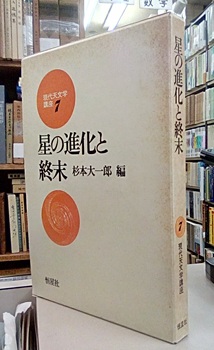 現代天文学
講座 7
星の進化と
終末 杉本大一郎 編
恒星社
星の進化と終末
7
現代天文学講座
恒星社
数学